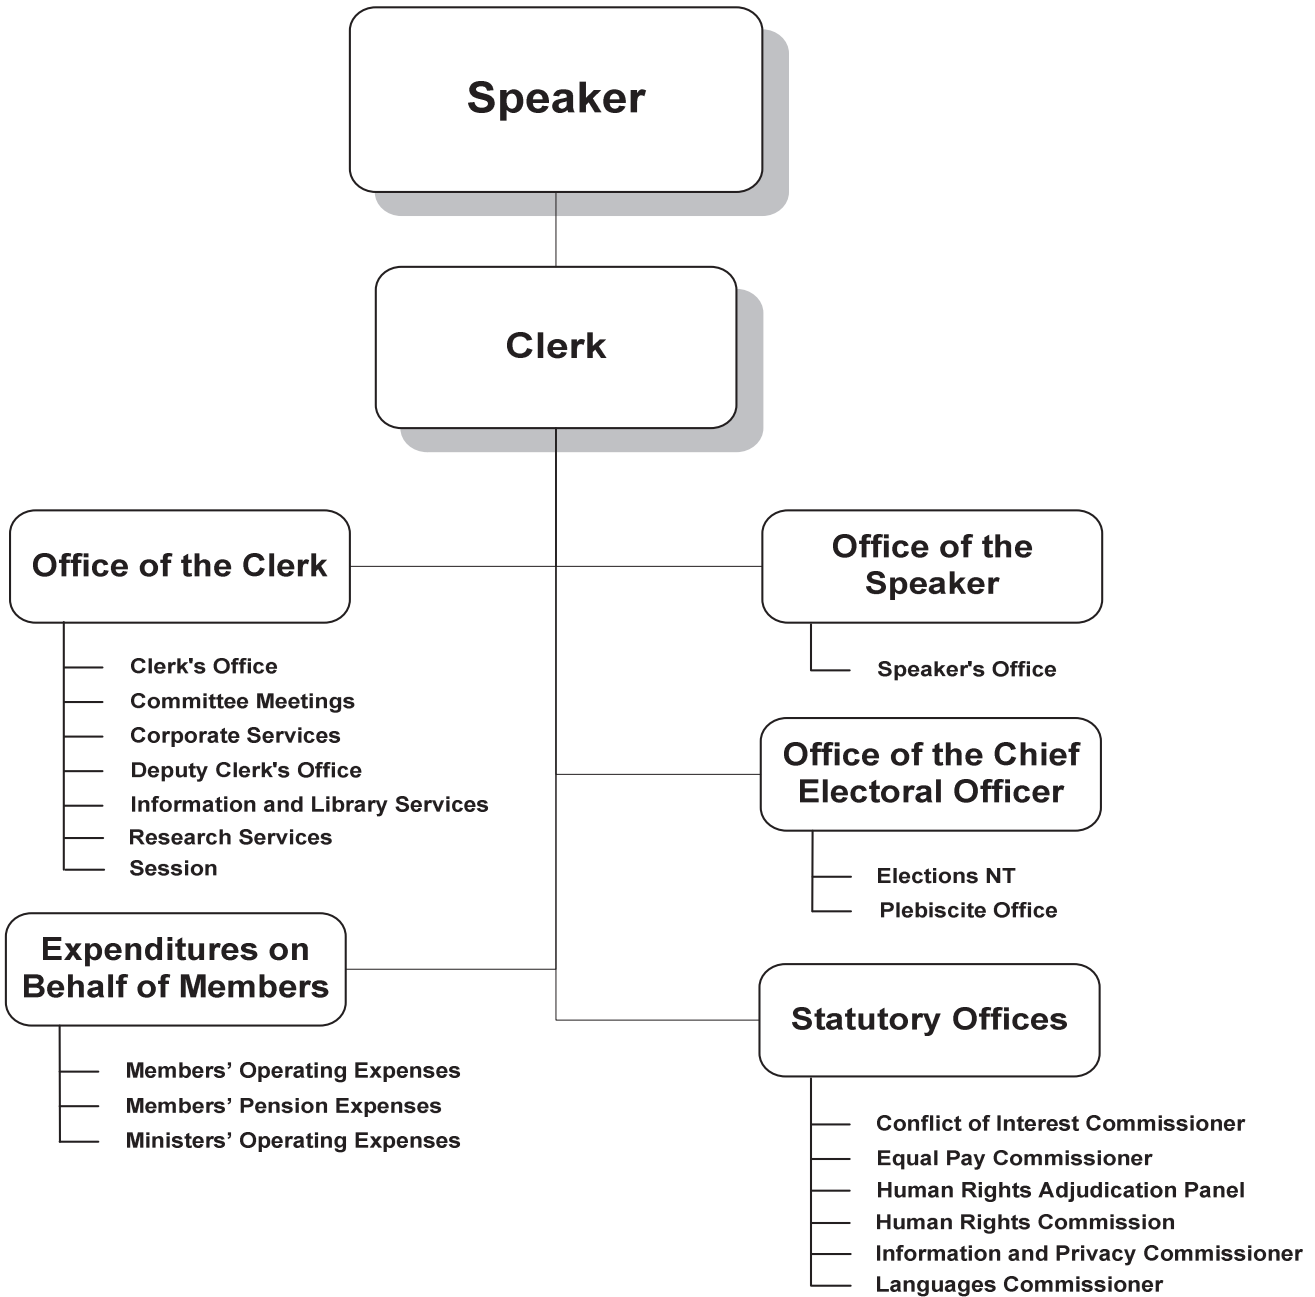 Speaker
Clerk
Office of the Clerk
Clerk's Office
Committee Meetings
Corporate Services
Deputy Clerk's Office
Information and Library Services
Research Services
Session
Expenditures on
Behalf of Members
Members’ Operating Expenses
Members’ Pension Expenses
Ministers’ Operating Expenses
Office of the
Speaker
Speaker's Office
Office of the Chief
Electoral Officer
Elections NT
Plebiscite Office
Statutory Offices
Conflict of Interest Commissioner
Equal Pay Commissioner
Human Rights Adjudication Panel
Human Rights Commission
Information and Privacy Commissioner
Languages Commissioner